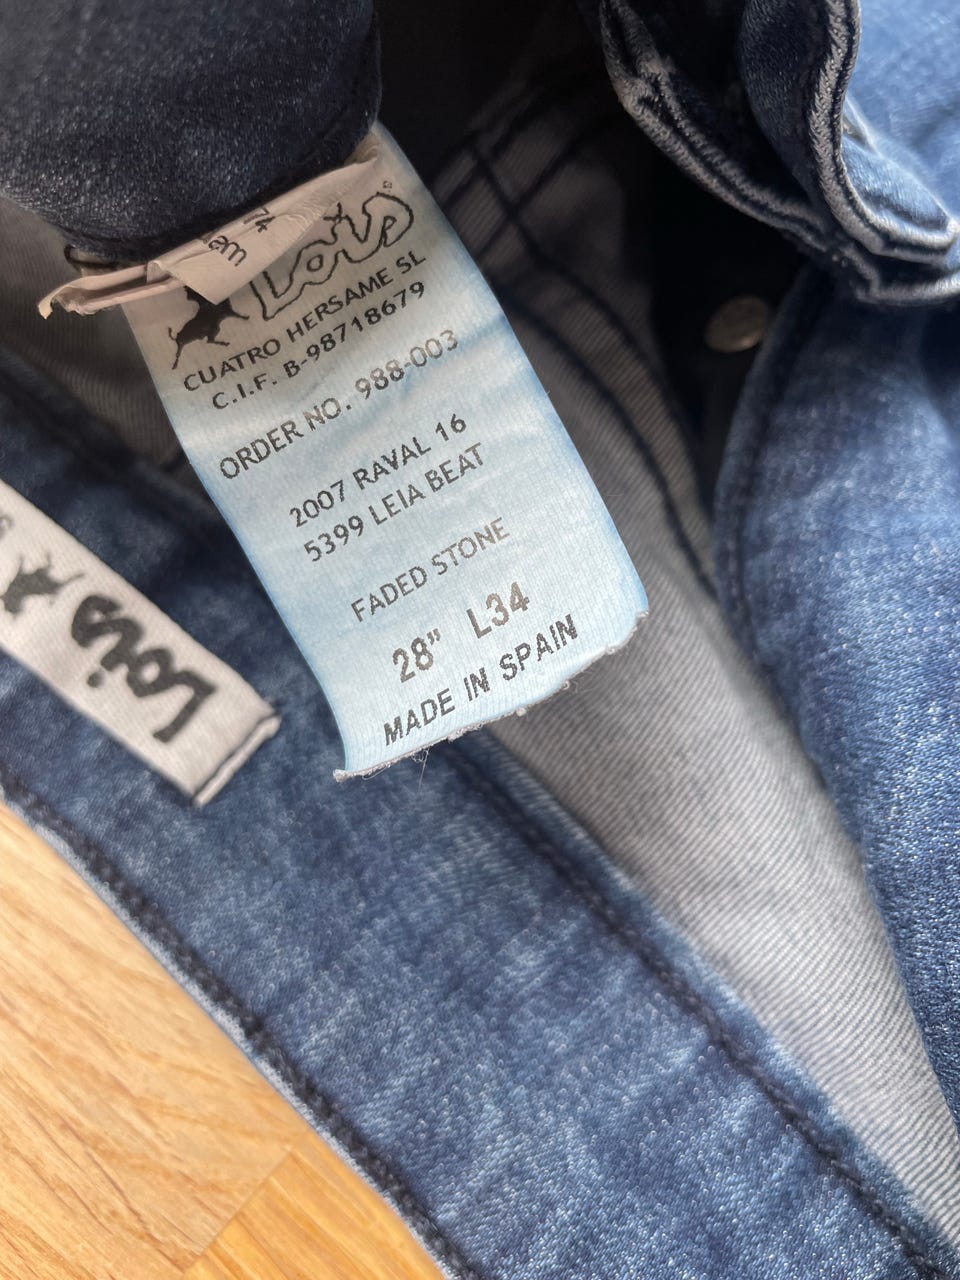 Lois
CUATRO HERSAME SL
C.I.F. B-98718679
ORDER NO. 988-003
2007 RAVAL 16
5399 LEIA BEAT
FADED STONE
28" L34
MADE IN SPAIN
Lois